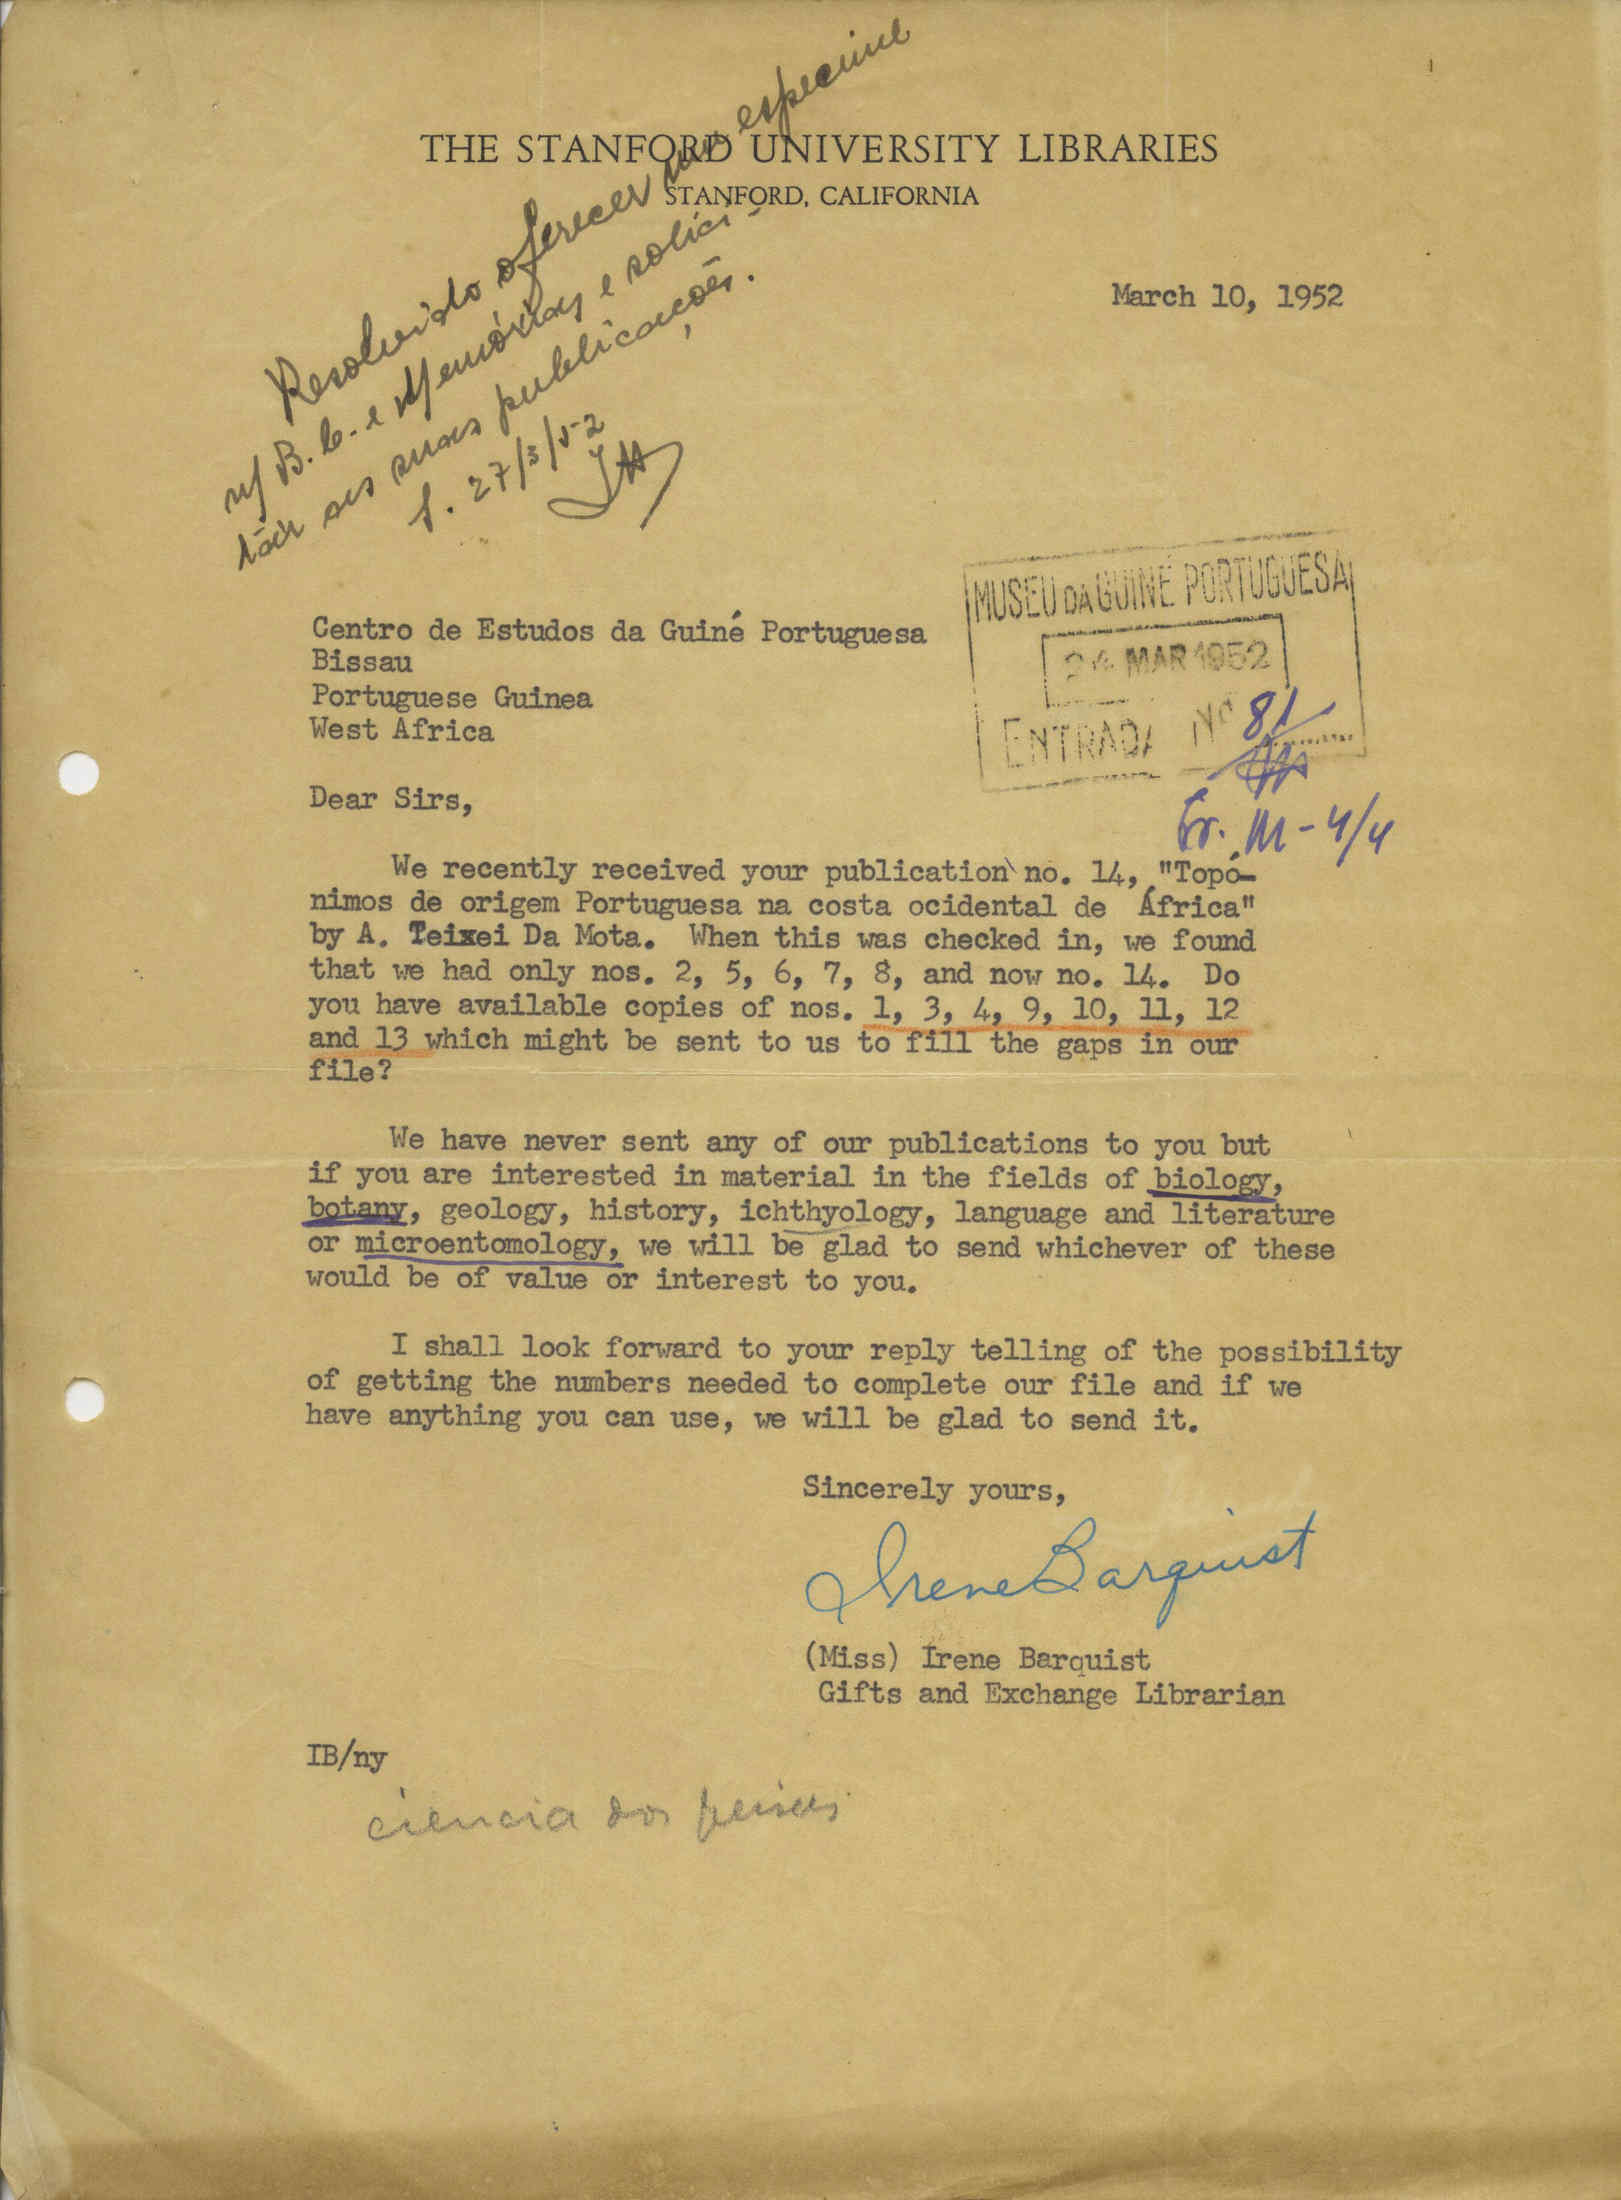 THE STANFORD UNIVERSITY LIBRARIES
STANFORD, CALIFORNIA
Resolvido oferecer um especime
n/ B.C. e Memórias e solici-
tar as suas publicações.
27/3/52
March 10, 1952
MUSEU DA GUINÉ PORTUGUESA
24 MAR 1952
ENTRADA Nº 81
M-4/4
Centro de Estudos da Guiné Portuguesa
Bissau
Portuguese Guinea
West Africa
Dear Sirs,
We recently received your publication no. 14, "Topó-
nimos de origem Portuguesa na costa ocidental de África"
by A. Teixei Da Mota. When this was checked in, we found
that we had only nos. 2, 5, 6, 7, 8, and now no. 14. Do
you have available copies of nos. 1, 3, 4, 9, 10, 11, 12
and 13 which might be sent to us to fill the gaps in our
file?
We have never sent any of our publications to you but
if you are interested in material in the fields of biology,
botany, geology, history, ichthyology, language and literature
or microentomology, we will be glad to send whichever of these
would be of value or interest to you.
I shall look forward to your reply telling of the possibility
of getting the numbers needed to complete our file and if we
have anything you can use, we will be glad to send it.
Sincerely yours,
Irene Barquist
(Miss) Irene Barquist
Gifts and Exchange Librarian
IB/ny
ciencia dos peixes